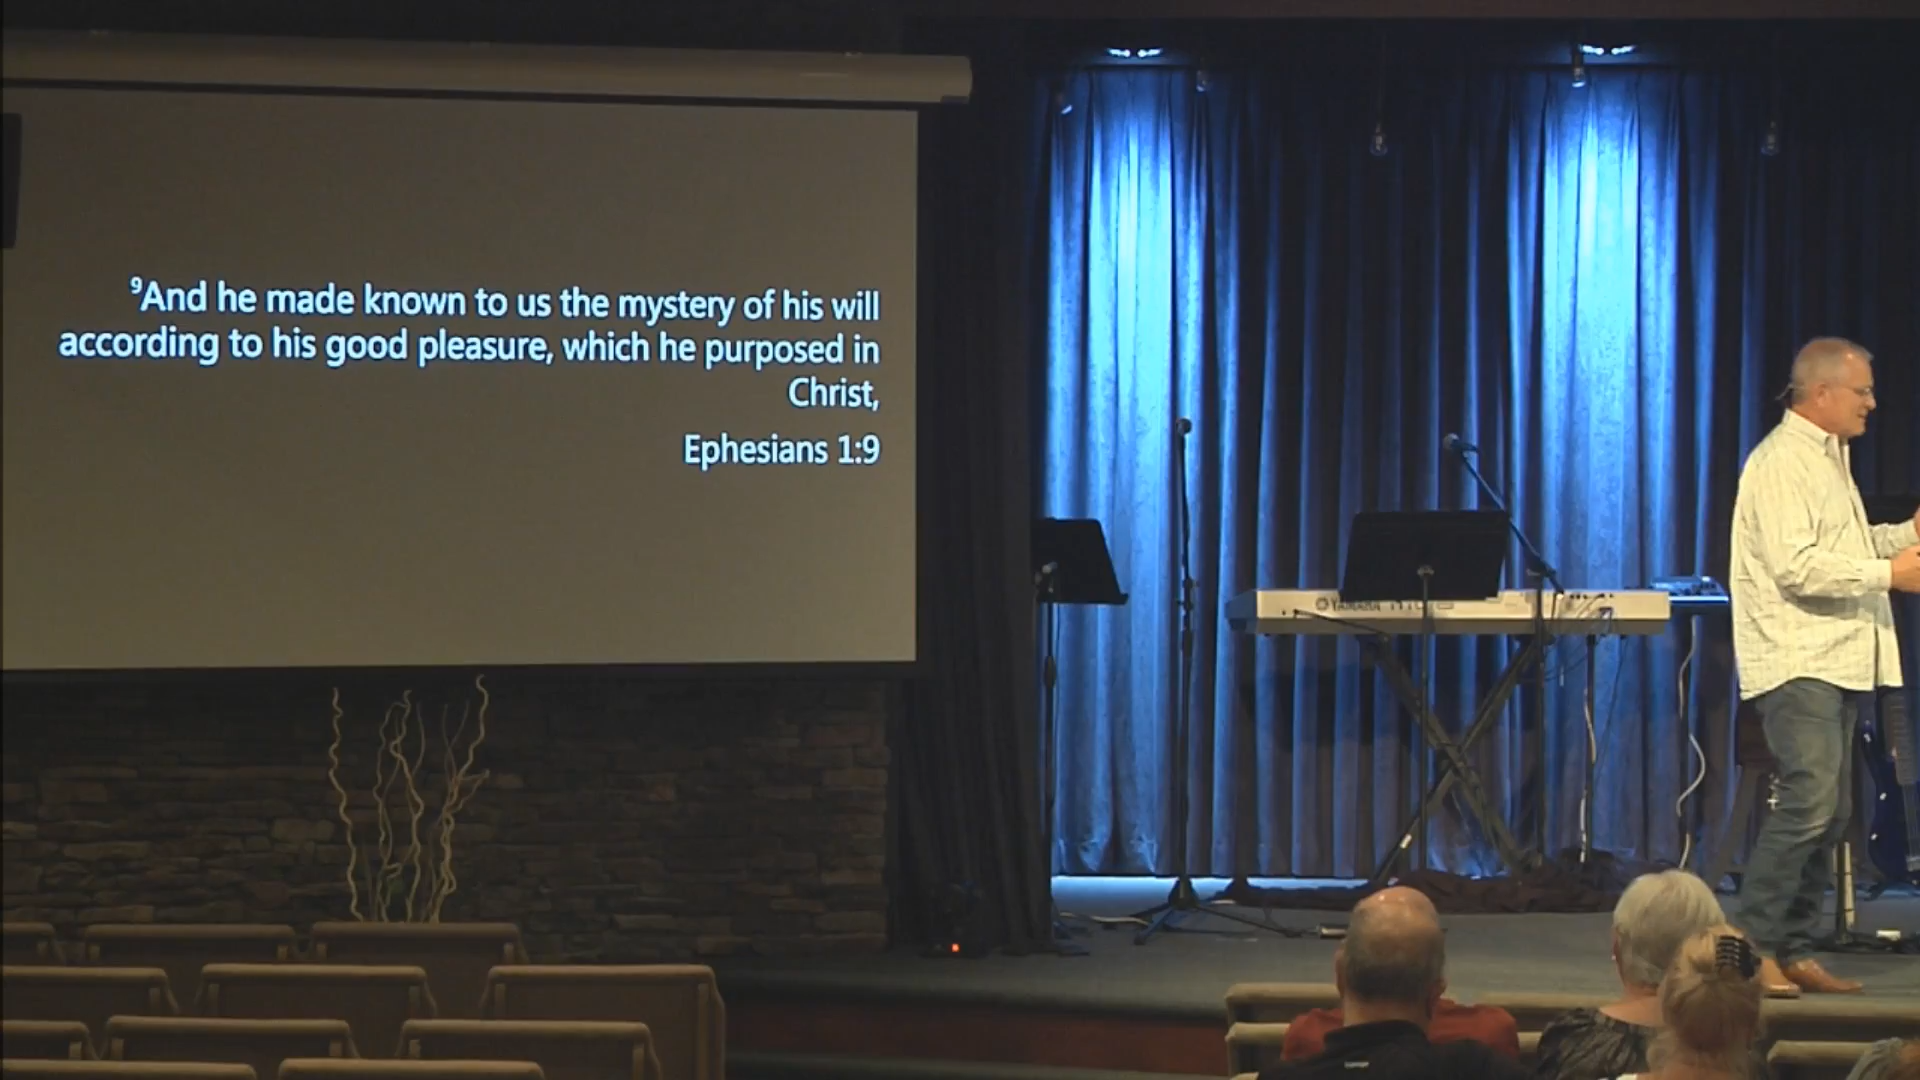 ⁹And he made known to us the mystery of his will
according to his good pleasure, which he purposed in
Christ,
Ephesians 1:9
YAMAHA